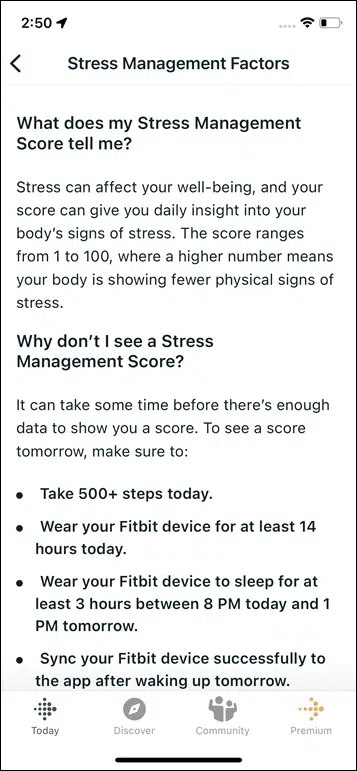 2:50
Stress Management Factors
What does my Stress Management
Score tell me?
Stress can affect your well-being, and your
score can give you daily insight into your
body’s signs of stress. The score ranges
from 1 to 100, where a higher number means
your body is showing fewer physical signs of
stress.
Why don’t I see a Stress
Management Score?
It can take some time before there’s enough
data to show you a score. To see a score
tomorrow, make sure to:
• Take 500+ steps today.
• Wear your Fitbit device for at least 14
hours today.
• Wear your Fitbit device to sleep for at
least 3 hours between 8 PM today and 1
PM tomorrow.
• Sync your Fitbit device successfully to
the app after waking up tomorrow.
Today Discover Community Premium